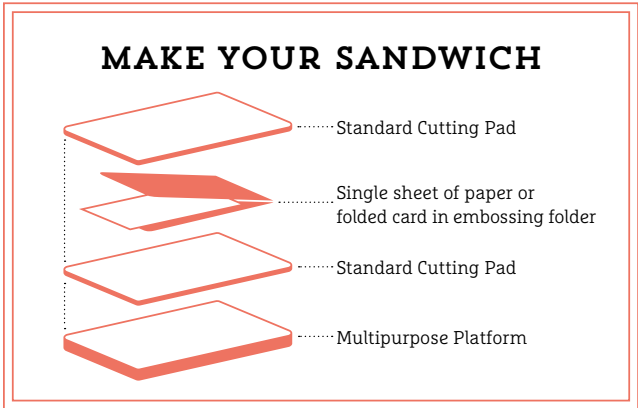 MAKE YOUR SANDWICH
Standard Cutting Pad
Single sheet of paper or
folded card in embossing folder
Standard Cutting Pad
Multipurpose Platform